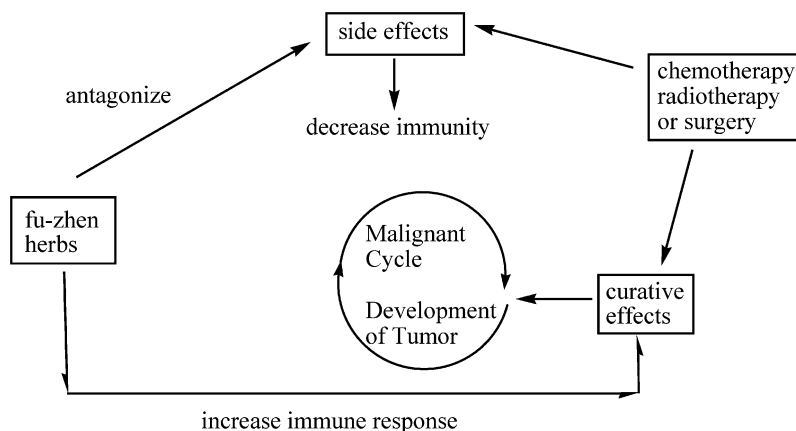 side effects
chemotherapy
radiotherapy
or surgery
antagonize
decrease immunity
fu-zhen
herbs
Malignant
Cycle
Development
of Tumor
curative
effects
increase immune response